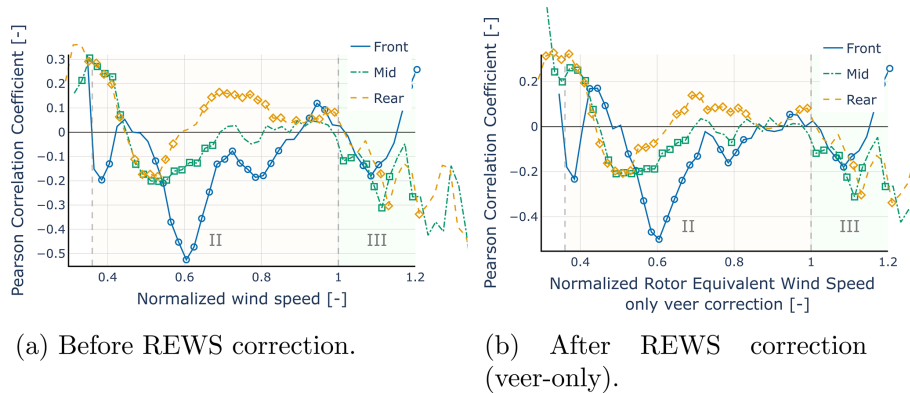 Pearson Correlation Coefficient [-]
0.3
0.2
0.1
0
−0.1
−0.2
−0.3
−0.4
−0.5
0.4
0.6
0.8
1
1.2
II
III
Front
Mid
Rear
Normalized wind speed [-]
(a) Before REWS correction.
Pearson Correlation Coefficient [-]
0.2
0
−0.2
−0.4
0.4
0.6
0.8
1
1.2
II
III
Front
Mid
Rear
Normalized Rotor Equivalent Wind Speed
only veer correction [-]
(b) After REWS correction
(veer-only).